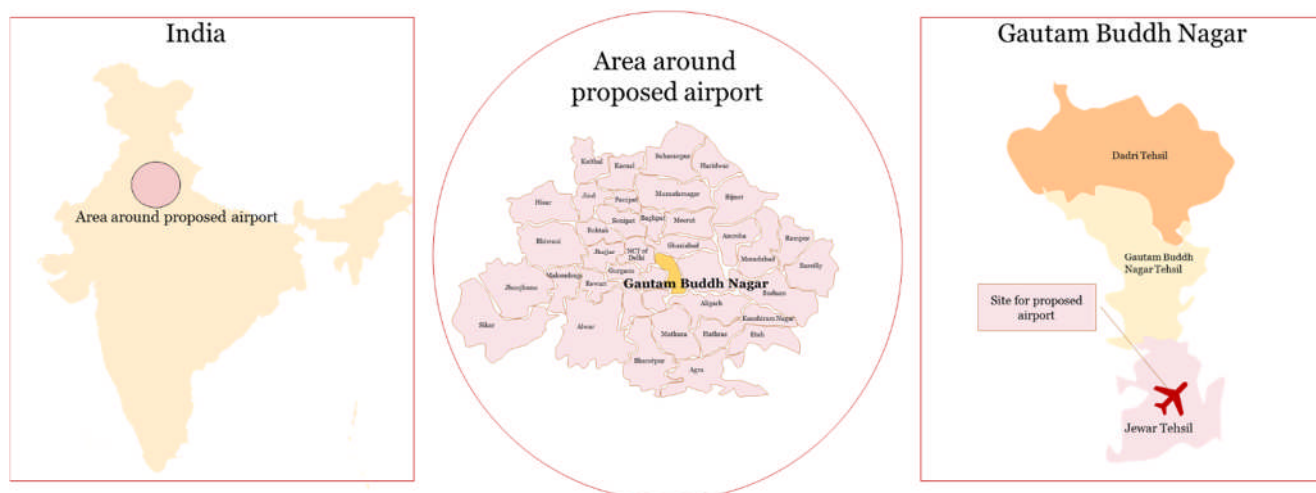 India
Area around proposed airport
Area around
proposed airport
Kaithal
Karnal
Saharanpur
Haridwar
Jind
Panipat
Muzaffarnagar
Bijnor
Hisar
Sonipat
Baghpat
Meerut
Rohtak
Bhiwani
Jhajjar
NCT of
Delhi
Ghaziabad
Amroha
Rampur
Moradabad
Bareilly
Gurgaon
Rewari
Gautam Buddh Nagar
Budaun
Aligarh
Kanshiram Nagar
Sikar
Alwar
Mathura
Hathras
Etah
Bharatpur
Agra
Gautam Buddh Nagar
Dadri Tehsil
Gautam Buddh
Nagar Tehsil
Site for proposed
airport
Jewar Tehsil